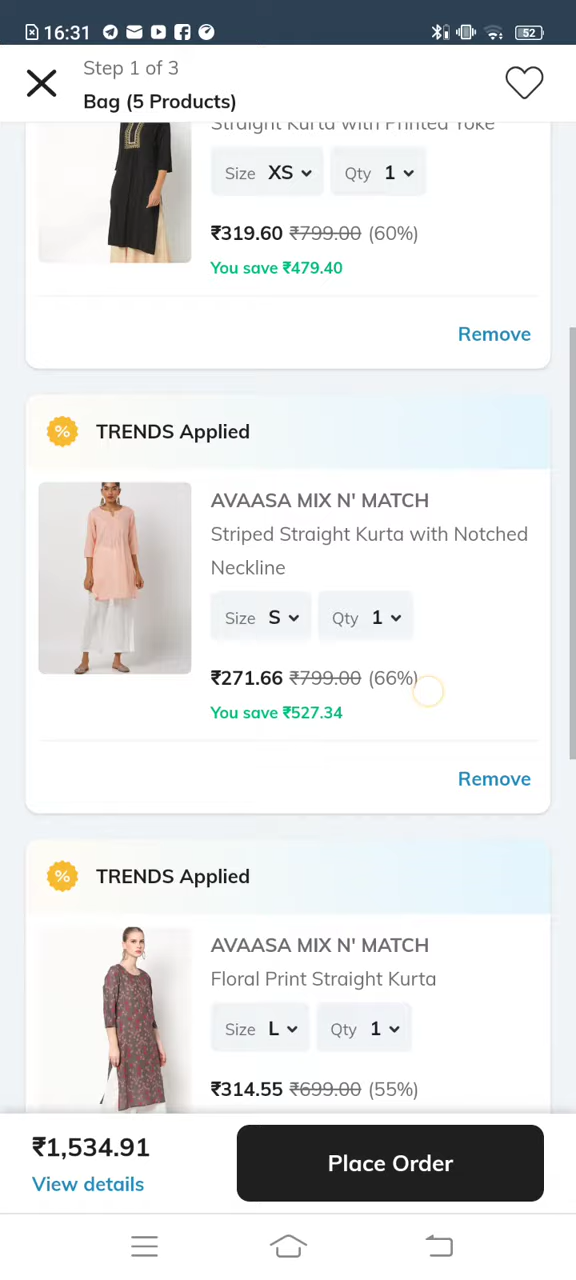 16:31
52
Step 1 of 3
Bag (5 Products)
Straight Kurta with Printed Yoke
Size XS Qty 1
₹319.60 ₹799.00 (60%)
You save ₹479.40
Remove
% TRENDS Applied
AVAASA MIX N' MATCH
Striped Straight Kurta with Notched
Neckline
Size S Qty 1
₹271.66 ₹799.00 (66%)
You save ₹527.34
Remove
% TRENDS Applied
AVAASA MIX N' MATCH
Floral Print Straight Kurta
Size L Qty 1
₹314.55 ₹699.00 (55%)
₹1,534.91
View details
Place Order